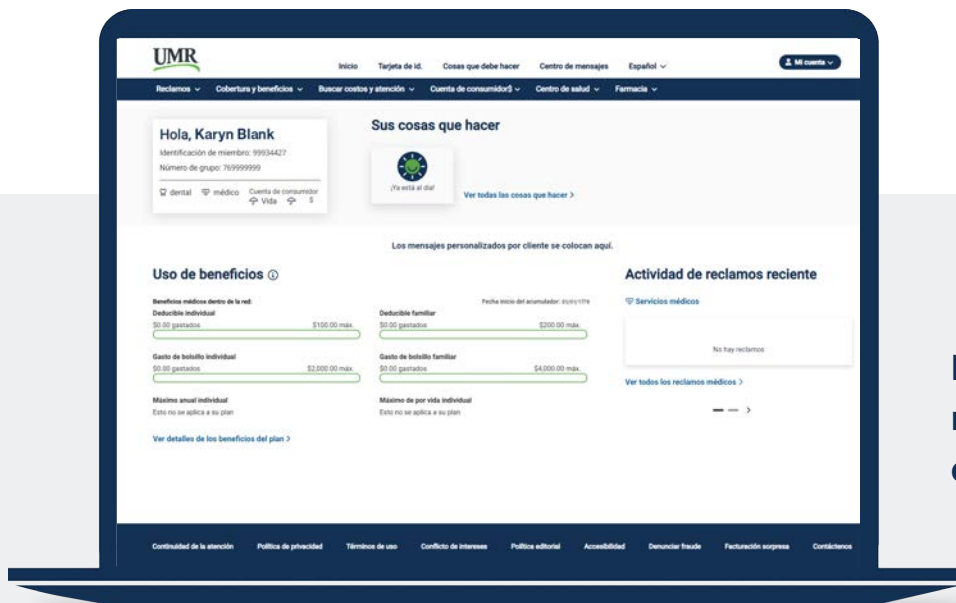 UMR
Inicio Tarjeta de id. Cosas que debe hacer Centro de mensajes Español
Mi cuenta
Reclamos Cobertura y beneficios Buscar costos y atención Cuenta de consumidor$ Centro de salud Farmacia
Hola, Karyn Blank
Identificación de miembro: 99934427
Número de grupo: 769999999
dental médico Cuenta de consumidor
Vida $
Sus cosas que hacer
¡Ya está al día!
Ver todas las cosas que hacer >
Los mensajes personalizados por cliente se colocan aquí.
Uso de beneficios
Beneficios médicos dentro de la red:
Fecha inicio del acumulador:
Deducible individual
$0.00 gastados $100.00 máx.
Deducible familiar
$0.00 gastados $200.00 máx.
Gasto de bolsillo individual
$0.00 gastados $2,000.00 máx.
Gasto de bolsillo familiar
$0.00 gastados $4,000.00 máx.
Máximo anual individual
Esto no se aplica a su plan
Máximo de por vida individual
Esto no se aplica a su plan
Ver detalles de los beneficios del plan >
Actividad de reclamos reciente
Servicios médicos
No hay reclamos
Ver todos los reclamos médicos >
Continuidad de la atención Política de privacidad Términos de uso Conflicto de intereses Política editorial Accesibilidad Denunciar fraude Facturación sorpresa Contáctenos